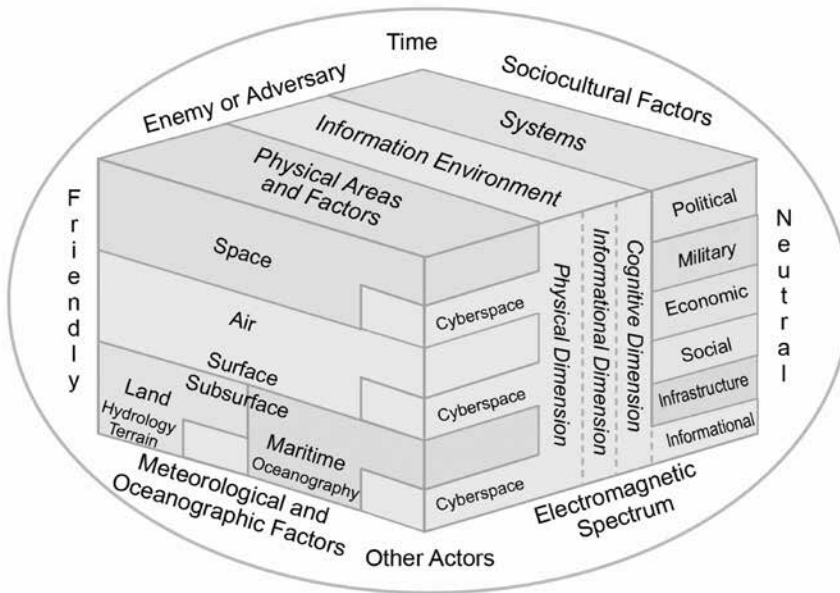 Time
Enemy or Adversary
Sociocultural Factors
Systems
Information Environment
Physical Areas
and Factors
Friendly
Neutral
Space
Air
Surface
Subsurface
Land
Hydrology
Terrain
Maritime
Oceanography
Cyberspace
Cyberspace
Cyberspace
Physical Dimension
Informational Dimension
Cognitive Dimension
Political
Military
Economic
Social
Infrastructure
Informational
Meteorological and
Oceanographic Factors
Electromagnetic
Spectrum
Other Actors